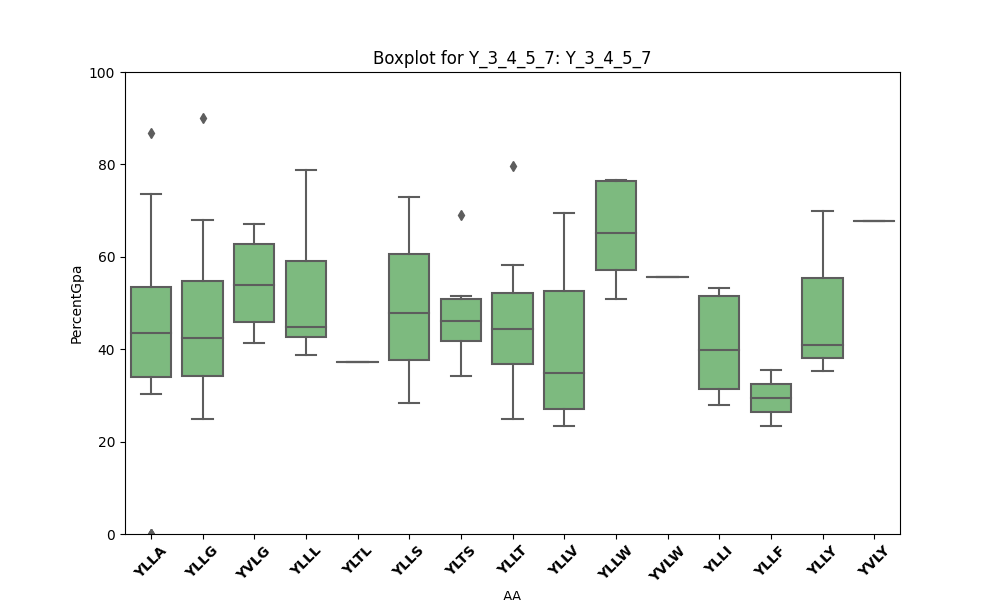 Boxplot for Y_3_4_5_7: Y_3_4_5_7
100
80
60
40
20
0
PercentGpa
YLLA YLLG YVLG YLLL YLTL YLLS YLTS YLLT YLLV YLLW YVLW YLLI YLLF YLLY YVLY
AA